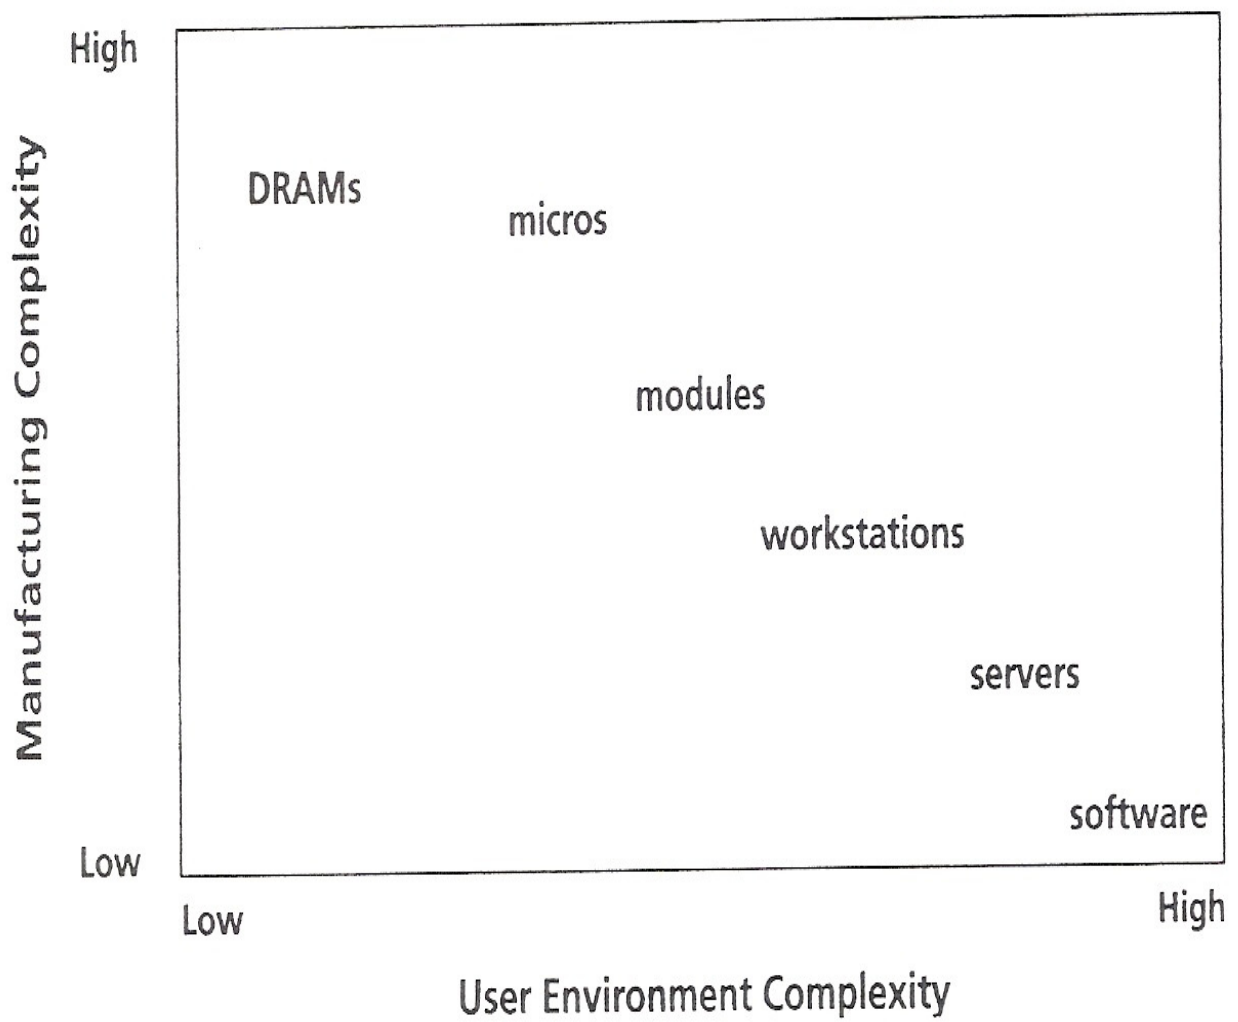 High
Manufacturing Complexity
DRAMs
micros
modules
workstations
servers
software
Low
Low
High
User Environment Complexity